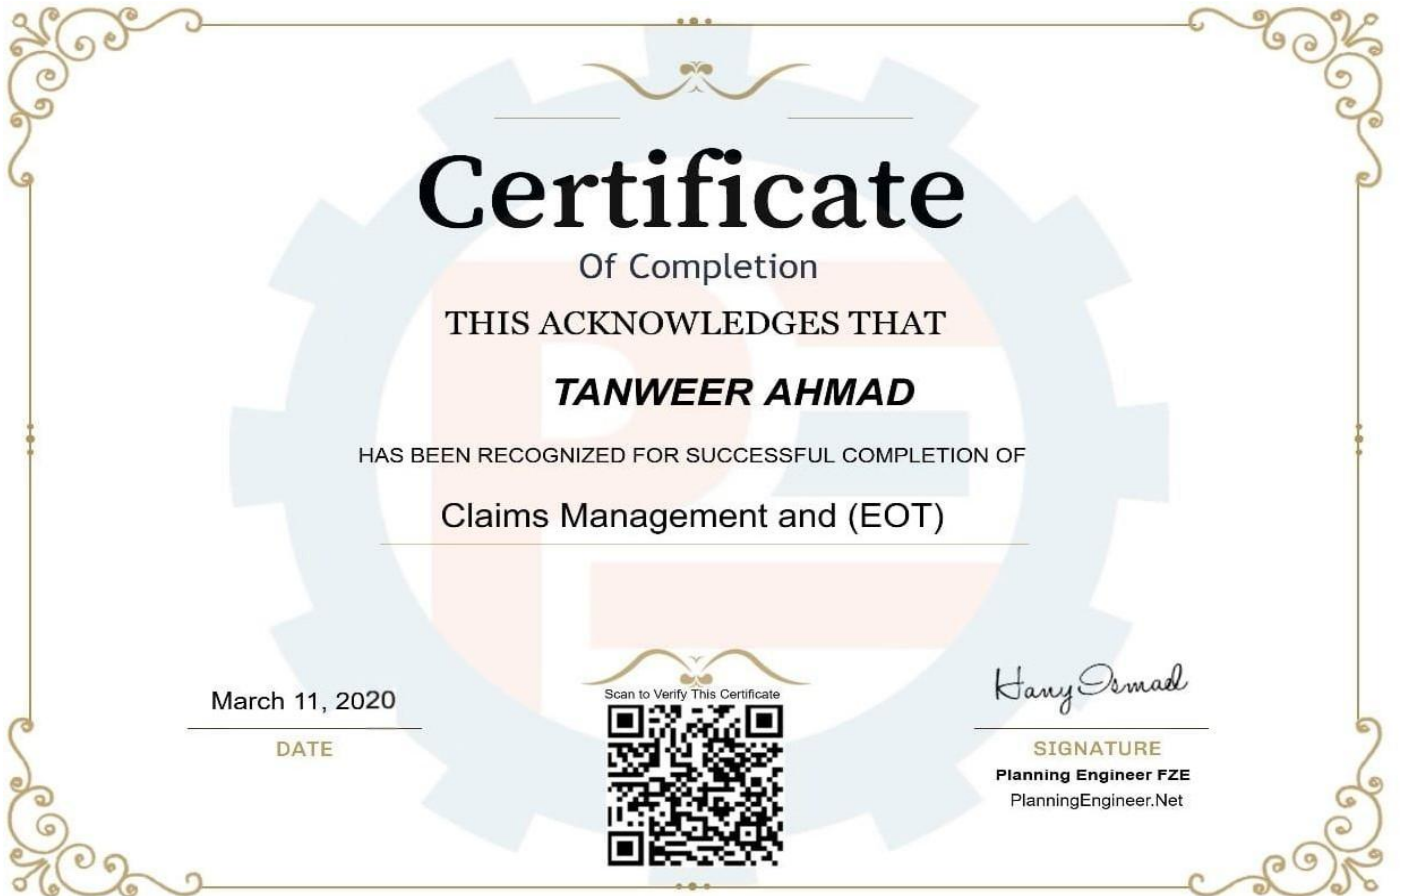 Certificate
Of Completion
THIS ACKNOWLEDGES THAT
TANWEER AHMAD
HAS BEEN RECOGNIZED FOR SUCCESSFUL COMPLETION OF
Claims Management and (EOT)
March 11, 2020
DATE
Scan to Verify This Certificate
Hany Ismael
SIGNATURE
Planning Engineer FZE
PlanningEngineer.Net